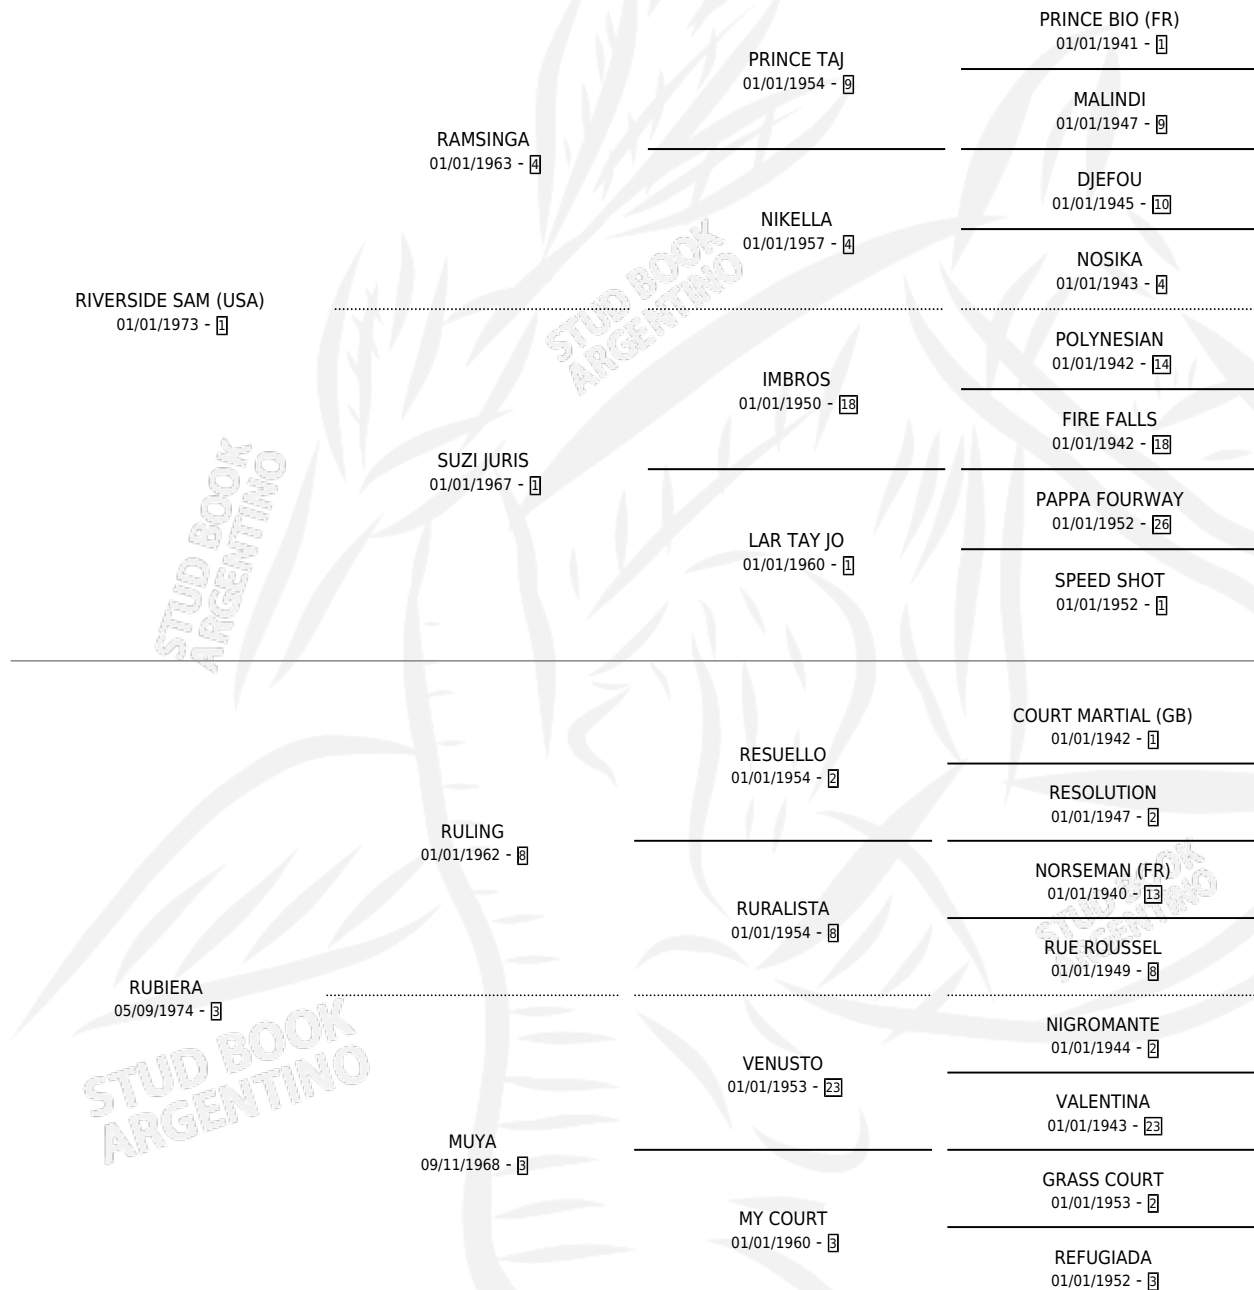 PRINCE BIO (FR)
01/01/1941 - 1
PRINCE TAJ
01/01/1954 - 9
MALINDI
01/01/1947 - 9
RAMSINGA
01/01/1963 - 4
DJEFOU
01/01/1945 - 10
NIKELLA
01/01/1957 - 4
NOSIKA
01/01/1943 - 4
RIVERSIDE SAM (USA)
01/01/1973 - 1
POLYNESIAN
01/01/1942 - 14
IMBROS
01/01/1950 - 18
FIRE FALLS
01/01/1942 - 18
SUZI JURIS
01/01/1967 - 1
PAPPA FOURWAY
01/01/1952 - 26
LAR TAY JO
01/01/1960 - 1
SPEED SHOT
01/01/1952 - 1
COURT MARTIAL (GB)
01/01/1942 - 1
RESUELLO
01/01/1954 - 2
RESOLUTION
01/01/1947 - 2
RULING
01/01/1962 - 8
NORSEMAN (FR)
01/01/1940 - 13
RURALISTA
01/01/1954 - 8
RUE ROUSSEL
01/01/1949 - 8
RUBIERA
05/09/1974 - 3
NIGROMANTE
01/01/1944 - 2
VENUSTO
01/01/1953 - 23
VALENTINA
01/01/1943 - 23
MUYA
09/11/1968 - 3
GRASS COURT
01/01/1953 - 2
MY COURT
01/01/1960 - 3
REFUGIADA
01/01/1952 - 3
STUD BOOK
ARGENTINO
STUD BOOK
ARGENTINO
STUD BOOK
ARGENTINO
STUD BOOK
ARGENTINO